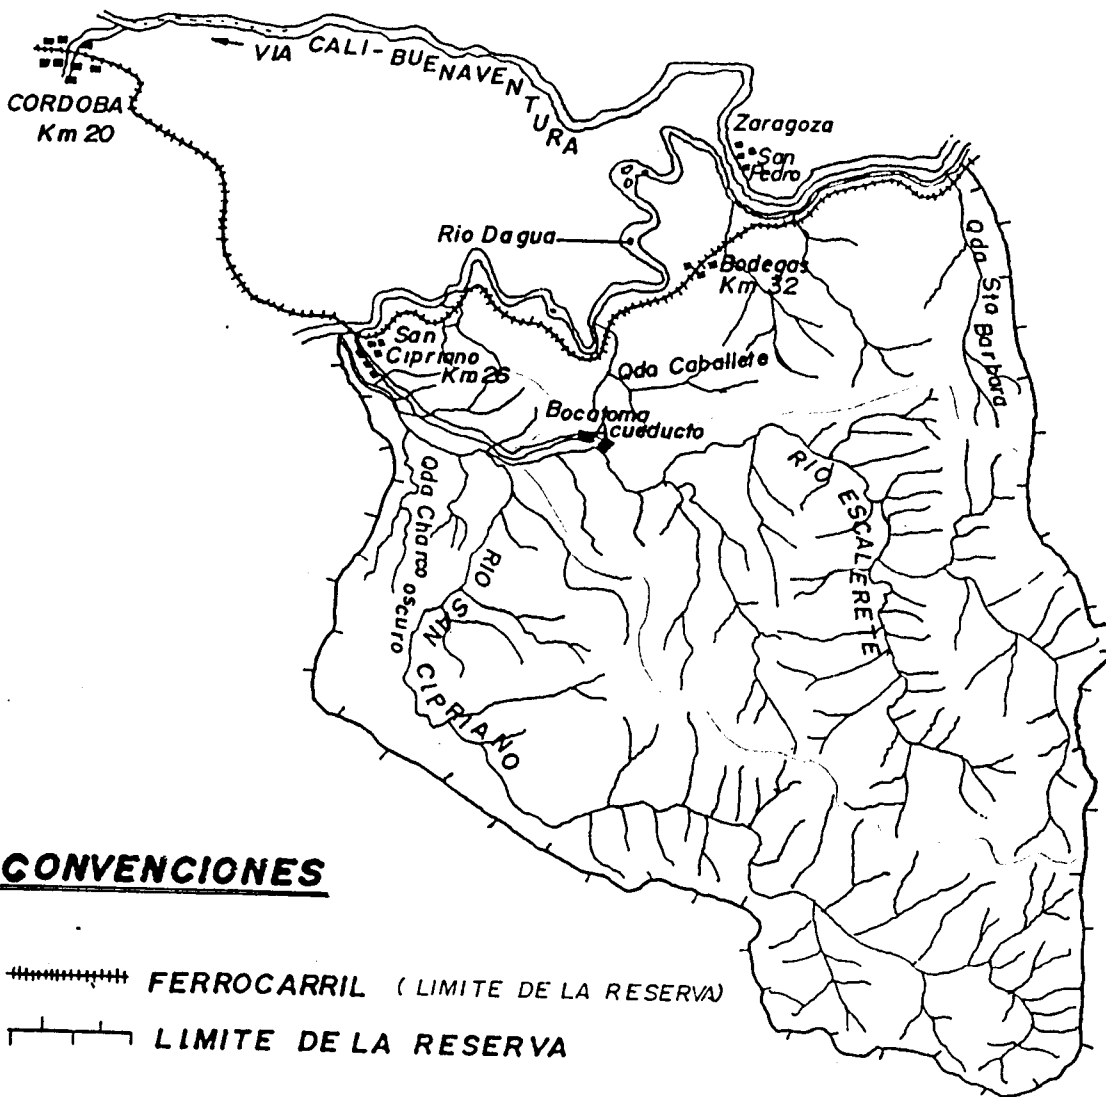 VIA CALI-BUENAVENTURA
CORDOBA
Km 20
Zaragoza
San
Pedro
Rio Dagua
Bodegas
Km 32
Qda Sta Barbara
San
Cipriano
Km 26
Qda Caballete
Bocatoma
Acueducto
RIO ESCALERETE
Qda Charco oscuro
RIO SAN CIPRIANO
CONVENCIONES
FERROCARRIL (LIMITE DE LA RESERVA)
LIMITE DE LA RESERVA